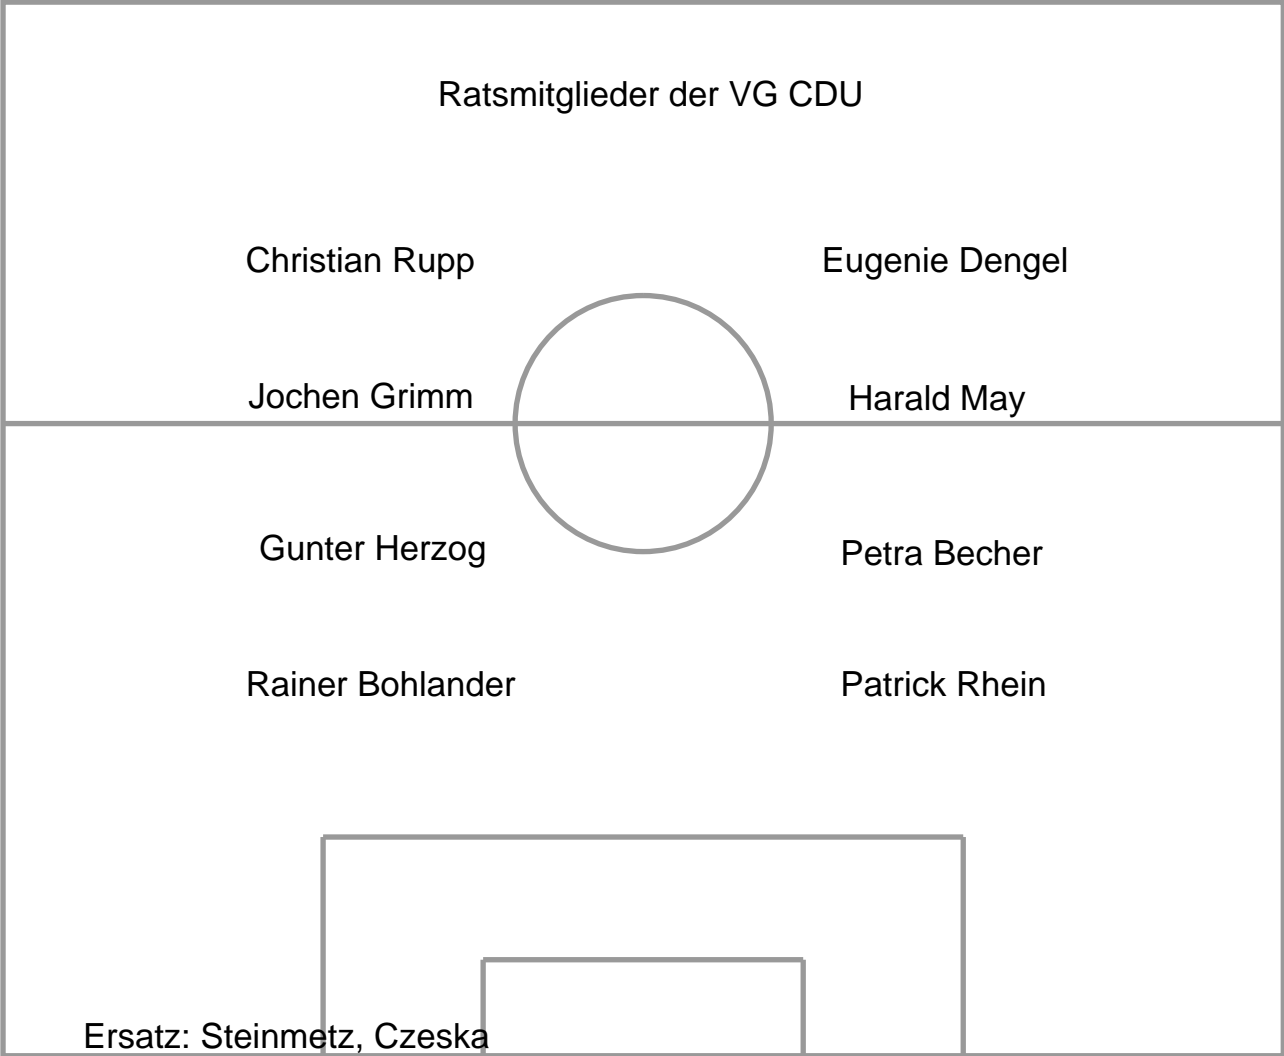 Ratsmitglieder der VG CDU
Christian Rupp
Eugenie Dengel
Jochen Grimm
Harald May
Gunter Herzog
Petra Becher
Rainer Bohlander
Patrick Rhein
Ersatz: Steinmetz, Czeska